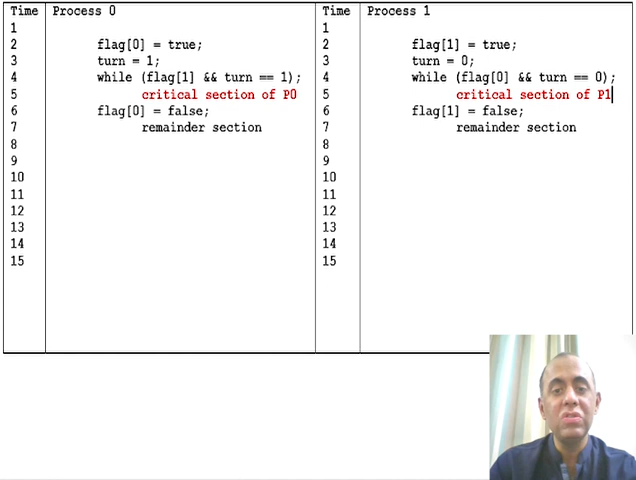 Time Process 0 Time Process 1
1 1
2 flag[0] = true; 2 flag[1] = true;
3 turn = 1; 3 turn = 0;
4 while (flag[1] && turn == 1); 4 while (flag[0] && turn == 0);
5 critical section of P0 5 critical section of P1
6 flag[0] = false; 6 flag[1] = false;
7 remainder section 7 remainder section
8 8
9 9
10 10
11 11
12 12
13 13
14 14
15 15